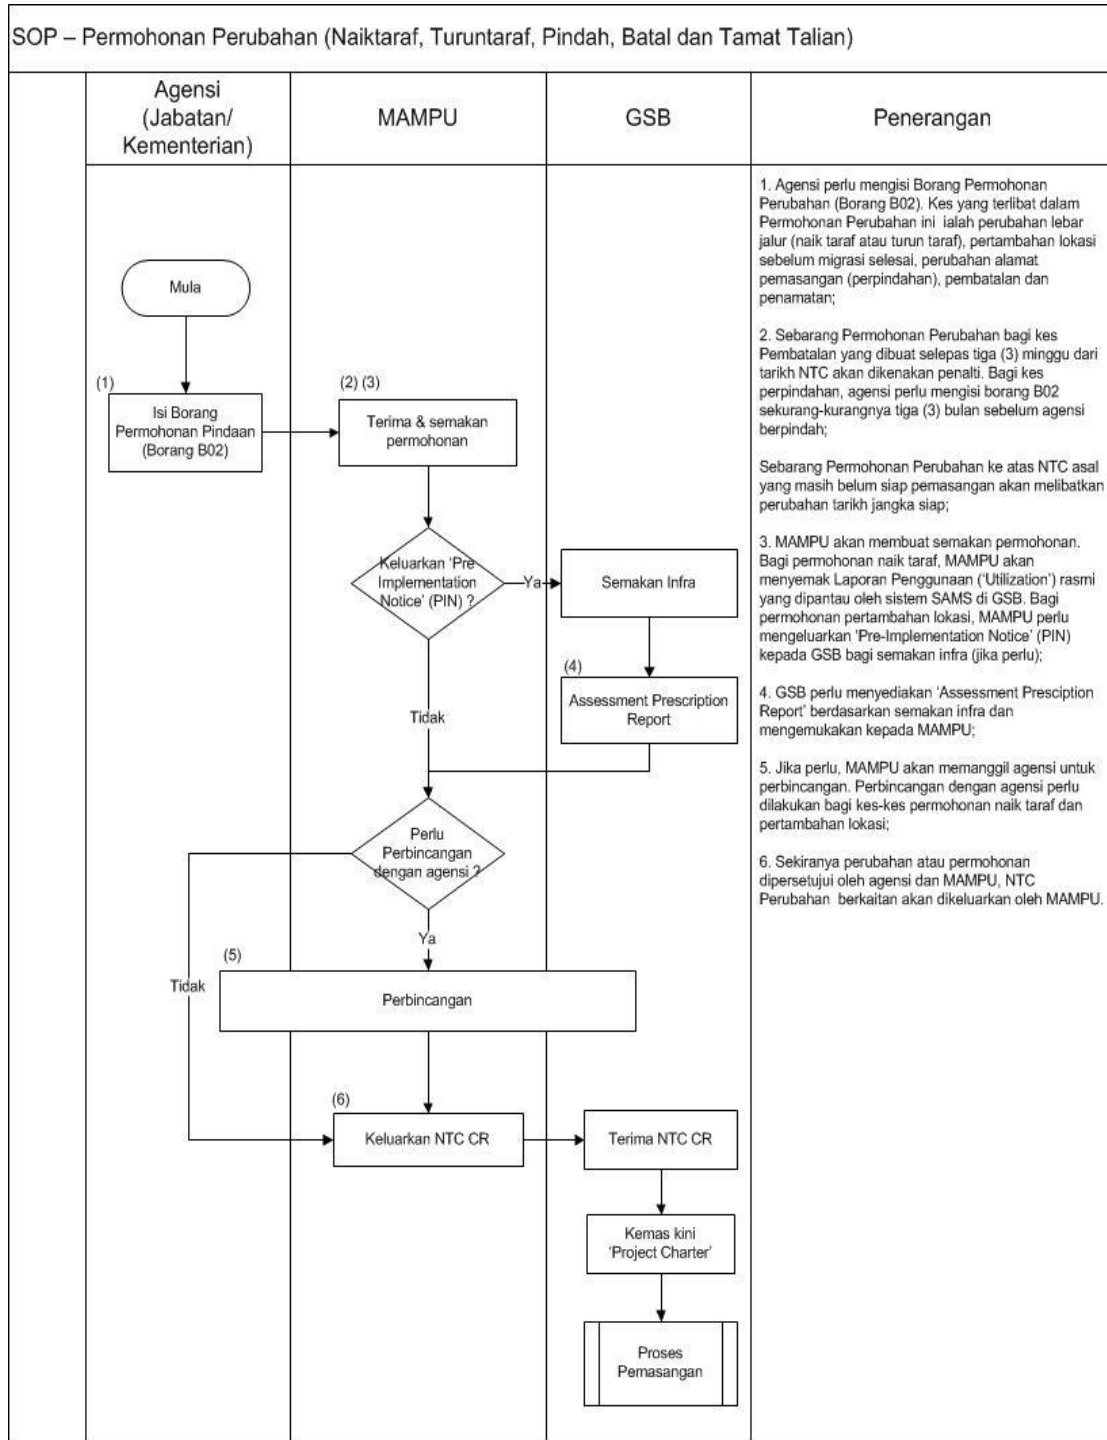 SOP – Permohonan Perubahan (Naiktaraf, Turuntaraf, Pindah, Batal dan Tamat Talian)
Agensi
(Jabatan/
Kementerian)
MAMPU
GSB
Penerangan
Mula
(1)
Isi Borang
Permohonan Pindaan
(Borang B02)
(2) (3)
Terima & semakan
permohonan
Keluarkan 'Pre
Implementation
Notice' (PIN) ?
Ya
Semakan Infra
Tidak
(4)
Assessment Prescription
Report
Perlu
Perbincangan
dengan agensi ?
Ya
Tidak
(5)
Perbincangan
(6)
Keluarkan NTC CR
Terima NTC CR
Kemas kini
'Project Charter'
Proses
Pemasangan
1. Agensi perlu mengisi Borang Permohonan
Perubahan (Borang B02). Kes yang terlibat dalam
Permohonan Perubahan ini ialah perubahan lebar
jalur (naik taraf atau turun taraf), pertambahan lokasi
sebelum migrasi selesai, perubahan alamat
pemasangan (perpindahan), pembatalan dan
penamatan;
2. Sebarang Permohonan Perubahan bagi kes
Pembatalan yang dibuat selepas tiga (3) minggu dari
tarikh NTC akan dikenakan penalti. Bagi kes
perpindahan, agensi perlu mengisi borang B02
sekurang-kurangnya tiga (3) bulan sebelum agensi
berpindah;
Sebarang Permohonan Perubahan ke atas NTC asal
yang masih belum siap pemasangan akan melibatkan
perubahan tarikh jangka siap;
3. MAMPU akan membuat semakan permohonan.
Bagi permohonan naik taraf, MAMPU akan
menyemak Laporan Penggunaan ('Utilization') rasmi
yang dipantau oleh sistem SAMS di GSB. Bagi
permohonan pertambahan lokasi, MAMPU perlu
mengeluarkan 'Pre-Implementation Notice' (PIN)
kepada GSB bagi semakan infra (jika perlu);
4. GSB perlu menyediakan 'Assessment Presciption
Report' berdasarkan semakan infra dan
mengemukakan kepada MAMPU;
5. Jika perlu, MAMPU akan memanggil agensi untuk
perbincangan. Perbincangan dengan agensi perlu
dilakukan bagi kes-kes permohonan naik taraf dan
pertambahan lokasi;
6. Sekiranya perubahan atau permohonan
dipersetujui oleh agensi dan MAMPU, NTC
Perubahan berkaitan akan dikeluarkan oleh MAMPU.